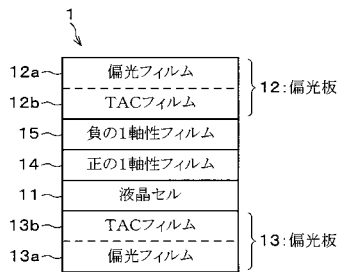 1
12a 偏光フィルム
12b TACフィルム
12:偏光板
15 負の1軸性フィルム
14 正の1軸性フィルム
11 液晶セル
13b TACフィルム
13a 偏光フィルム
13:偏光板